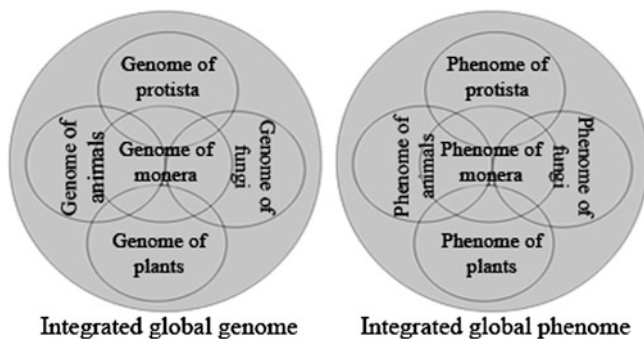 Genome of
protista
Genome of
animals
Genome of
monera
Genome of
fungi
Genome of
plants
Integrated global genome
Phenome of
protista
Phenome of
animals
Phenome of
monera
Phenome of
fungi
Phenome of
plants
Integrated global phenome